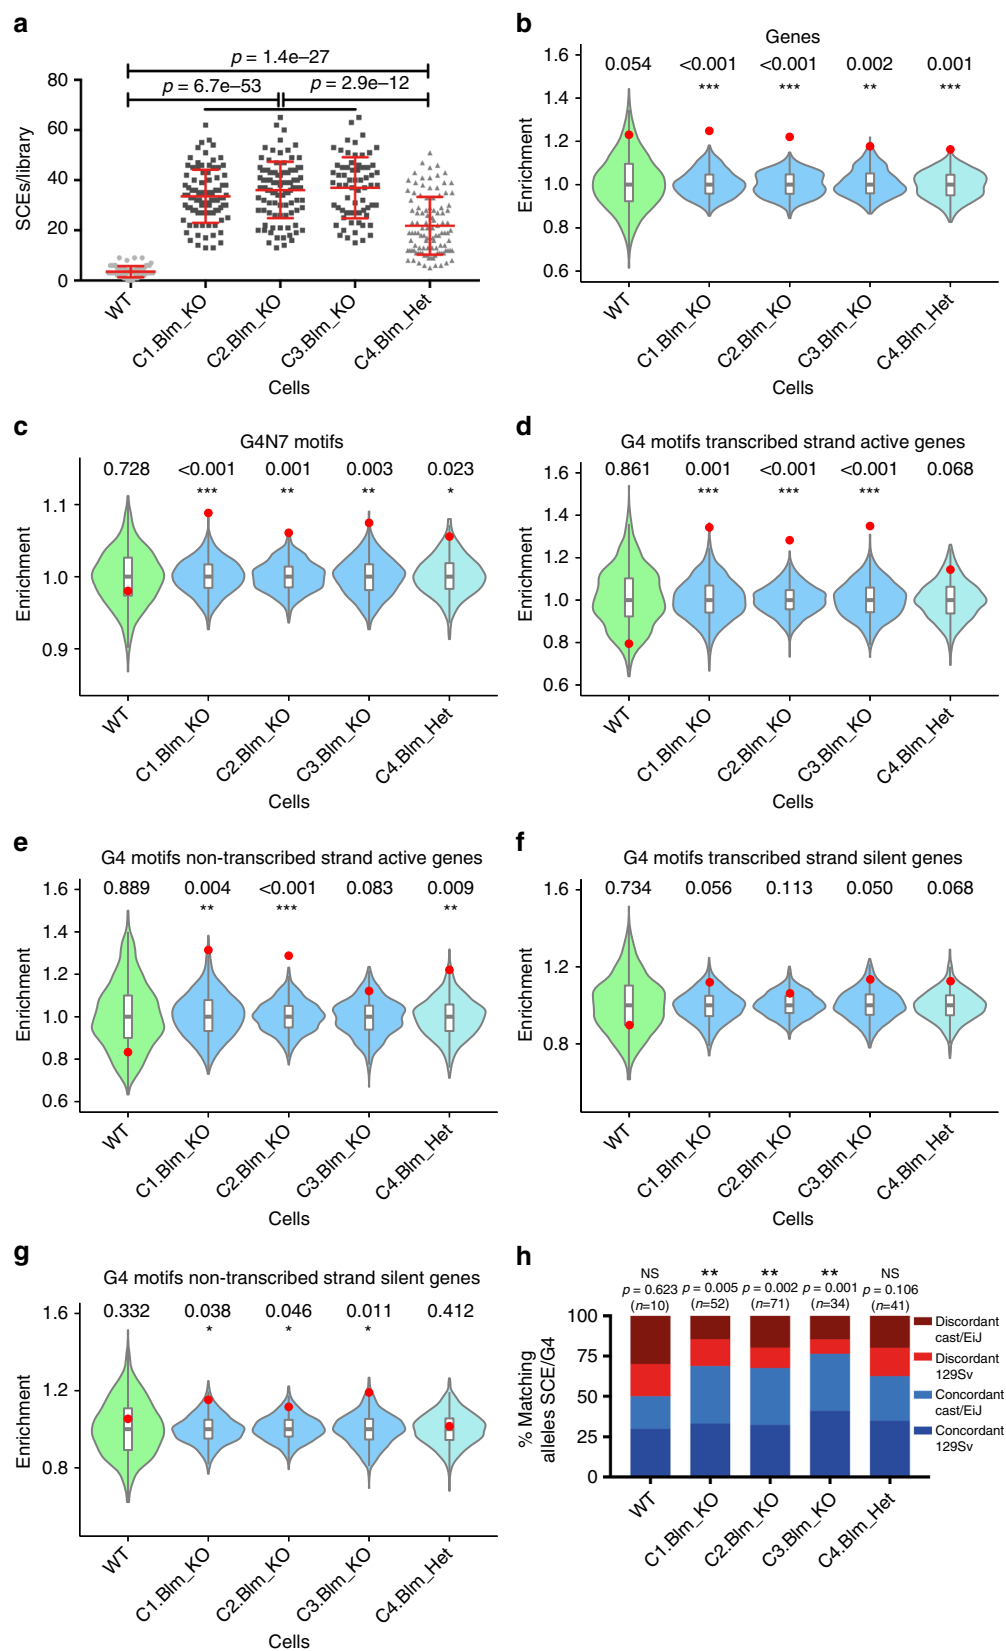 a
p = 1.4e–27
p = 6.7e–53 p = 2.9e–12
SCEs/library
80
60
40
20
0
WT
C1.Blm_KO
C2.Blm_KO
C3.Blm_KO
C4.Blm_Het
Cells
b
Genes
0.054 <0.001 <0.001 0.002 0.001
*** *** ** ***
Enrichment
1.6
1.4
1.2
1.0
0.8
0.6
WT
C1.Blm_KO
C2.Blm_KO
C3.Blm_KO
C4.Blm_Het
Cells
c
G4N7 motifs
0.728 <0.001 0.001 0.003 0.023
*** ** ** *
Enrichment
1.1
1.0
0.9
WT
C1.Blm_KO
C2.Blm_KO
C3.Blm_KO
C4.Blm_Het
Cells
d
G4 motifs transcribed strand active genes
0.861 0.001 <0.001 <0.001 0.068
*** *** ***
Enrichment
1.6
1.4
1.2
1.0
0.8
0.6
WT
C1.Blm_KO
C2.Blm_KO
C3.Blm_KO
C4.Blm_Het
Cells
e
G4 motifs non-transcribed strand active genes
0.889 0.004 <0.001 0.083 0.009
** *** **
Enrichment
1.6
1.4
1.2
1.0
0.8
0.6
WT
C1.Blm_KO
C2.Blm_KO
C3.Blm_KO
C4.Blm_Het
Cells
f
G4 motifs transcribed strand silent genes
0.734 0.056 0.113 0.050 0.068
Enrichment
1.6
1.2
0.8
WT
C1.Blm_KO
C2.Blm_KO
C3.Blm_KO
C4.Blm_Het
Cells
g
G4 motifs non-transcribed strand silent genes
0.332 0.038 0.046 0.011 0.412
* * *
Enrichment
1.6
1.2
0.8
WT
C1.Blm_KO
C2.Blm_KO
C3.Blm_KO
C4.Blm_Het
Cells
h
NS ** ** ** NS
p = 0.623 p = 0.005 p = 0.002 p = 0.001 p = 0.106
(n=10) (n=52) (n=71) (n=34) (n=41)
% Matching
alleles SCE/G4
100
75
50
25
0
Discordant
cast/EiJ
Discordant
129Sv
Concordant
cast/EiJ
Concordant
129Sv
WT
C1.Blm_KO
C2.Blm_KO
C3.Blm_KO
C4.Blm_Het